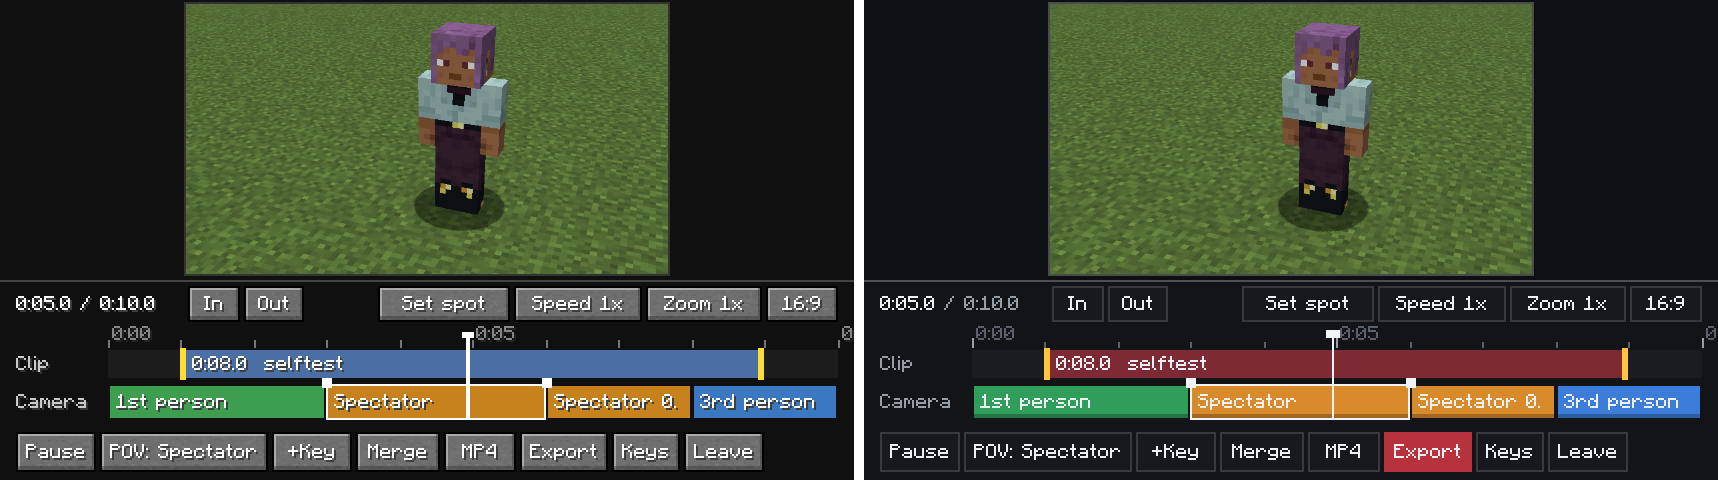 0:05.0 / 0:10.0 In Out Set spot Speed 1x Zoom 1x 16:9
0:00 0:05 0
Clip 0:08.0 selftest
Camera 1st person Spectator Spectator 0. 3rd person
Pause POV: Spectator +Key Merge MP4 Export Keys Leave
0:05.0 / 0:10.0 In Out Set spot Speed 1x Zoom 1x 16:9
0:00 0:05 0
Clip 0:08.0 selftest
Camera 1st person Spectator Spectator 0. 3rd person
Pause POV: Spectator +Key Merge MP4 Export Keys Leave